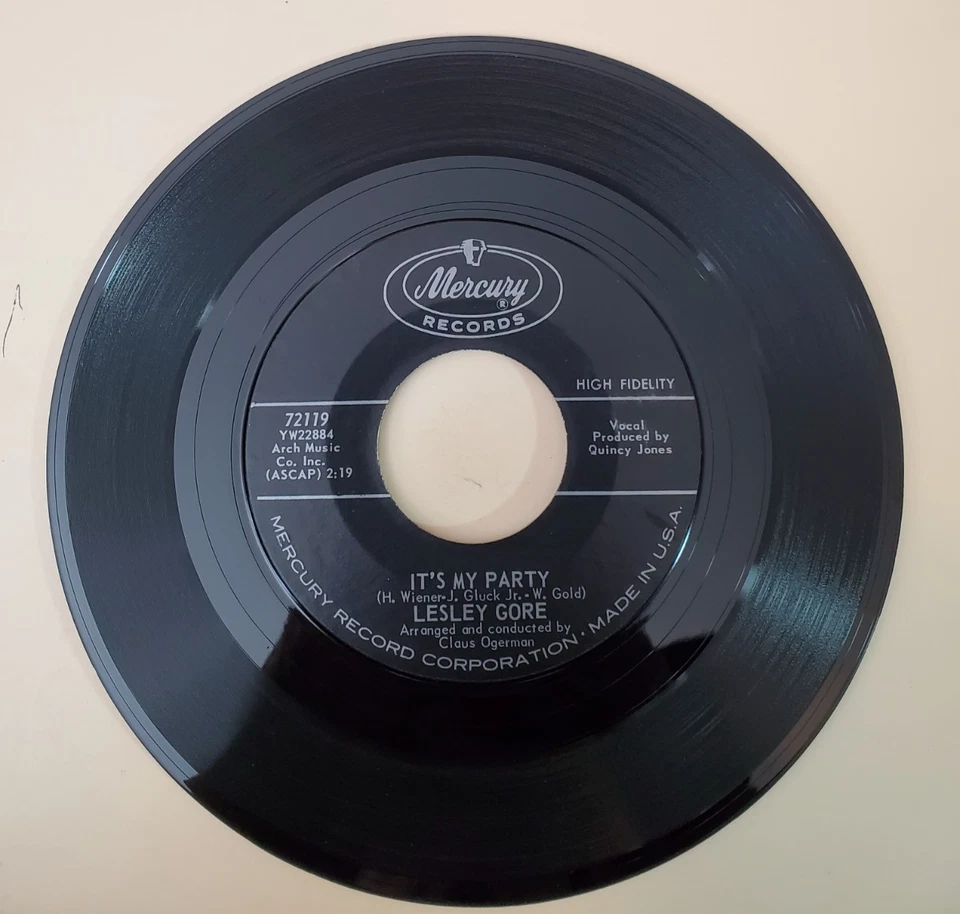 Mercury
®
RECORDS
HIGH FIDELITY
72119
YW22884
Arch Music
Co. Inc.
(ASCAP) 2:19
Vocal
Produced by
Quincy Jones
IT'S MY PARTY
(H. Wiener-J. Gluck Jr.-W. Gold)
LESLEY GORE
Arranged and conducted by
Claus Ogerman
MERCURY RECORD CORPORATION • MADE IN U.S.A.